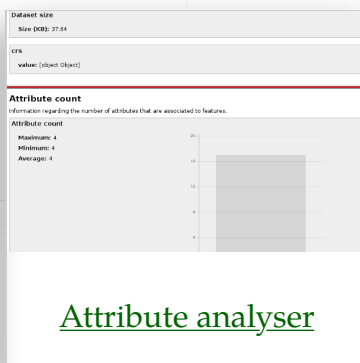 Dataset size
Size (KB): 37.64
crs
value: [object Object]
Attribute count
Information regarding the number of attributes that are associated to features.
Attribute count
Maximum: 4
Minimum: 4
Average: 4
20
16
12
8
4
Attribute analyser